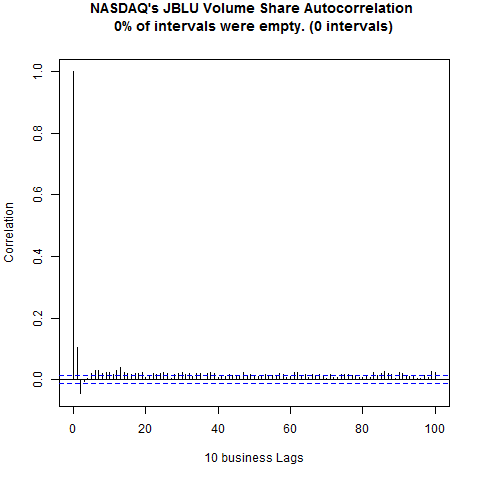 NASDAQ's JBLU Volume Share Autocorrelation
0% of intervals were empty. (0 intervals)
1.0
0.8
0.6
0.4
0.2
0.0
Correlation
0 20 40 60 80 100
10 business Lags